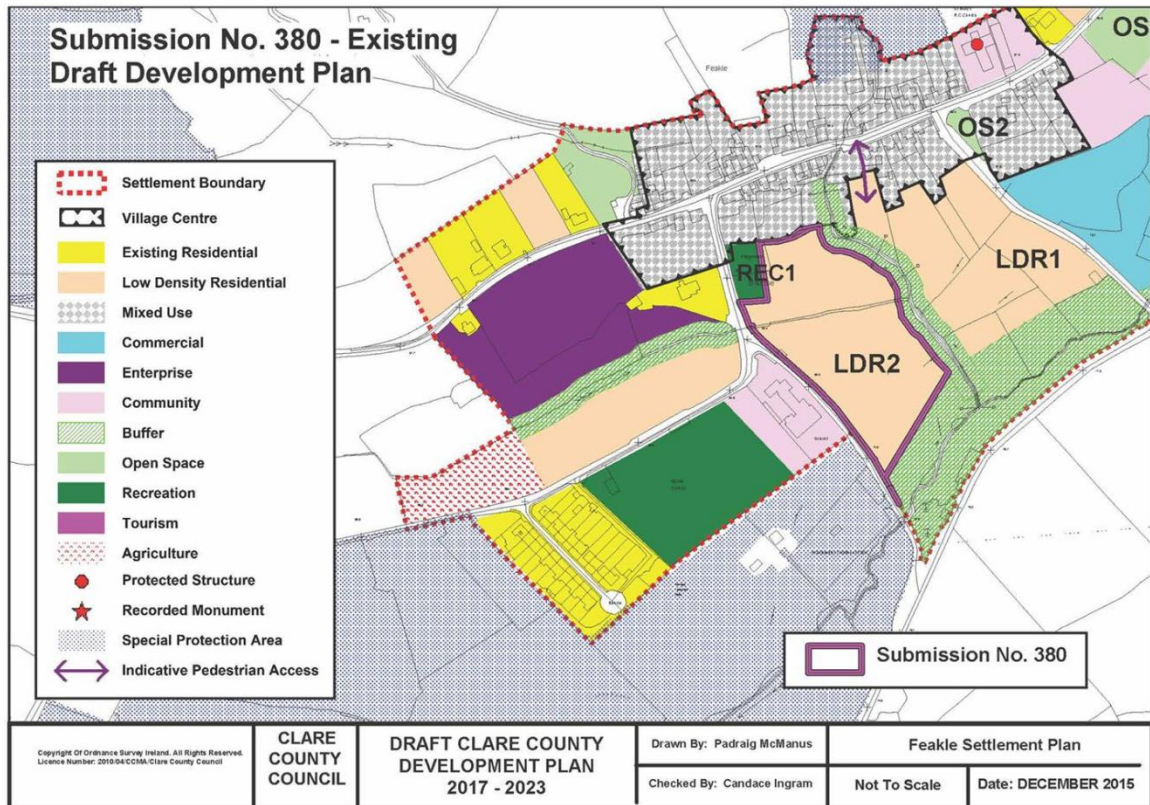 Submission No. 380 - Existing
Draft Development Plan
Feakle
OS
OS2
REC1
LDR1
LDR2
School
Settlement Boundary
Village Centre
Existing Residential
Low Density Residential
Mixed Use
Commercial
Enterprise
Community
Buffer
Open Space
Recreation
Tourism
Agriculture
Protected Structure
Recorded Monument
Special Protection Area
Indicative Pedestrian Access
Submission No. 380
Copyright Of Ordnance Survey Ireland. All Rights Reserved.
Licence Number: 2010/04/CCMA/Clare County Council
CLARE
COUNTY
COUNCIL
DRAFT CLARE COUNTY
DEVELOPMENT PLAN
2017 - 2023
Drawn By: Padraig McManus
Checked By: Candace Ingram
Feakle Settlement Plan
Not To Scale
Date: DECEMBER 2015